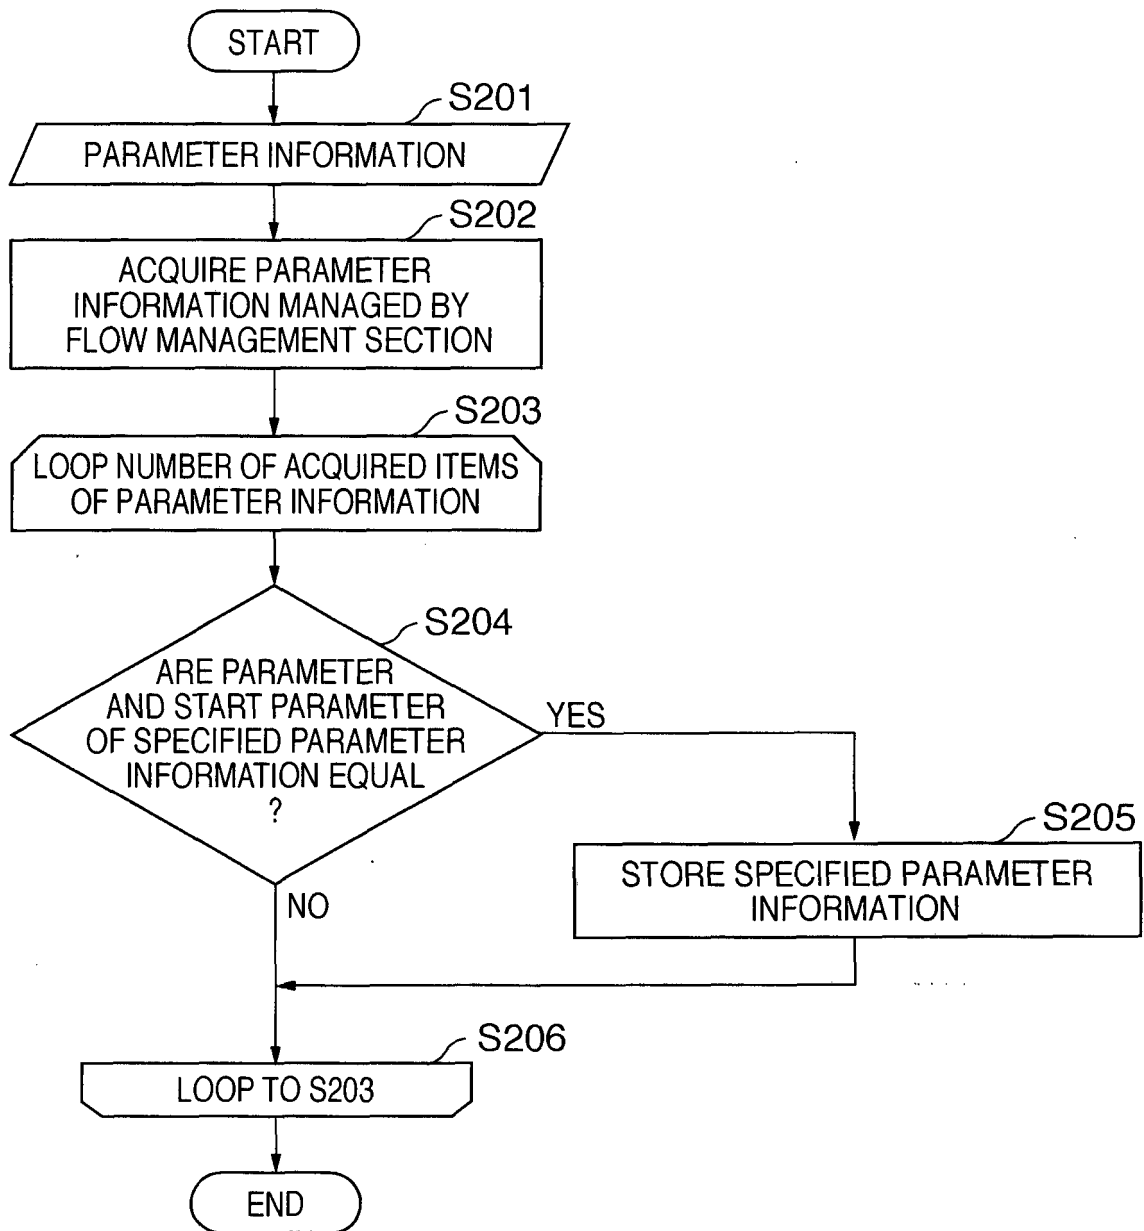 START
S201
PARAMETER INFORMATION
S202
ACQUIRE PARAMETER
INFORMATION MANAGED BY
FLOW MANAGEMENT SECTION
S203
LOOP NUMBER OF ACQUIRED ITEMS
OF PARAMETER INFORMATION
S204
ARE PARAMETER
AND START PARAMETER
OF SPECIFIED PARAMETER
INFORMATION EQUAL
?
YES
S205
STORE SPECIFIED PARAMETER
INFORMATION
NO
S206
LOOP TO S203
END